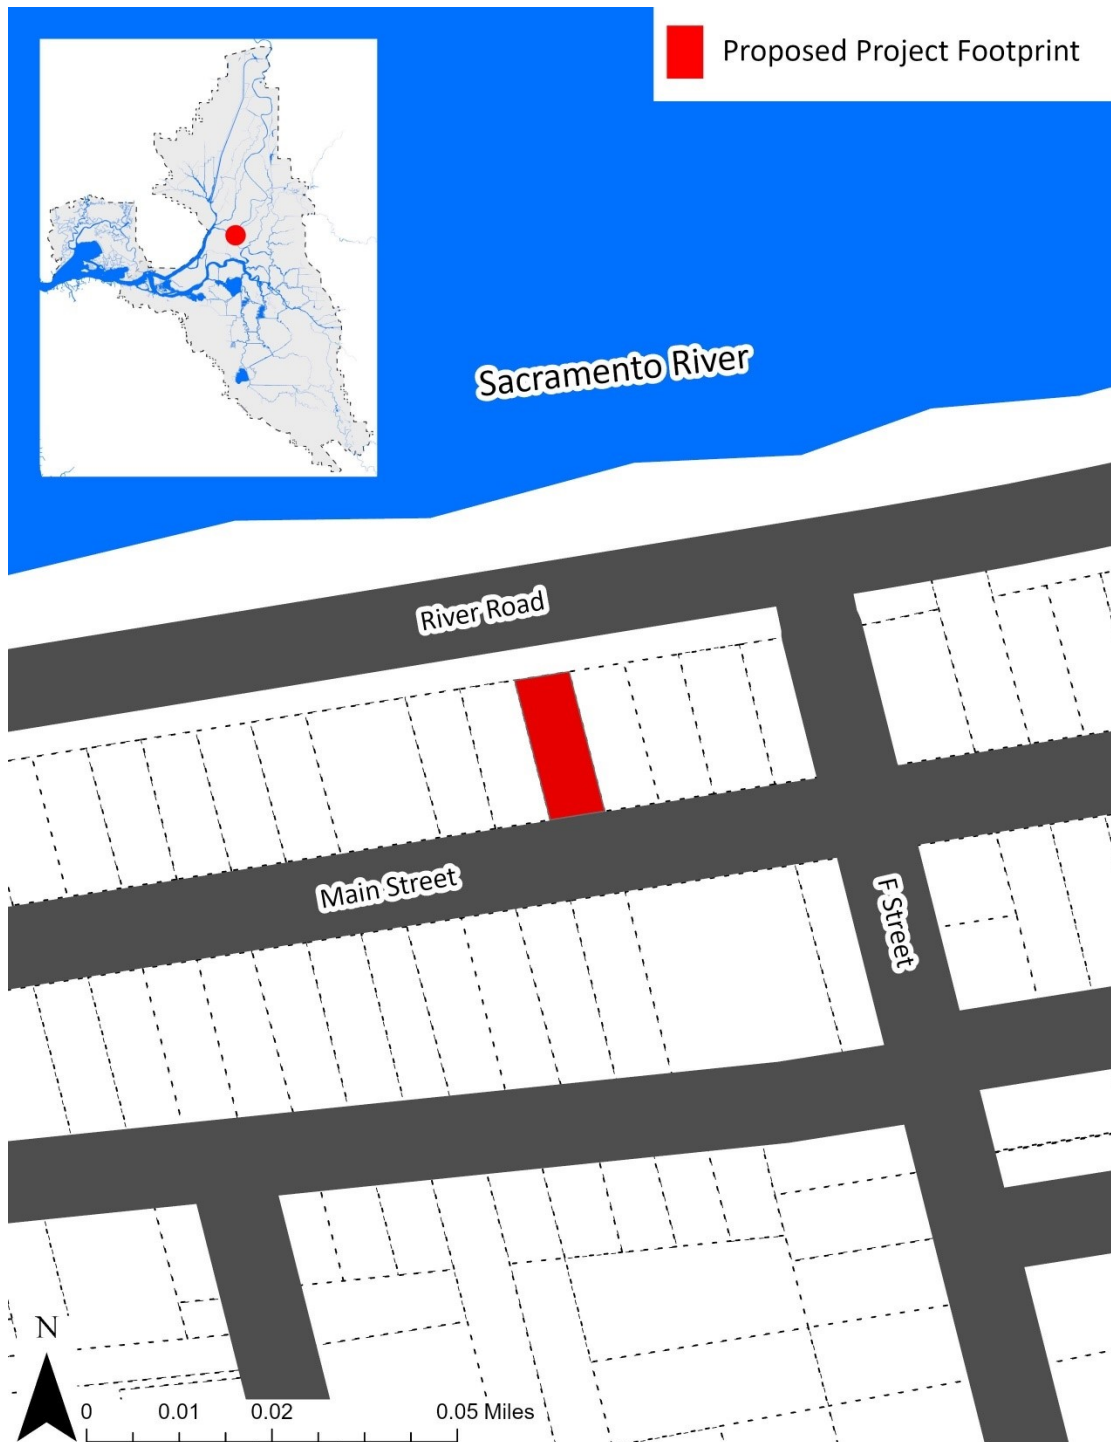 Proposed Project Footprint
Sacramento River
River Road
Main Street
F Street
N
0 0.01 0.02 0.05 Miles